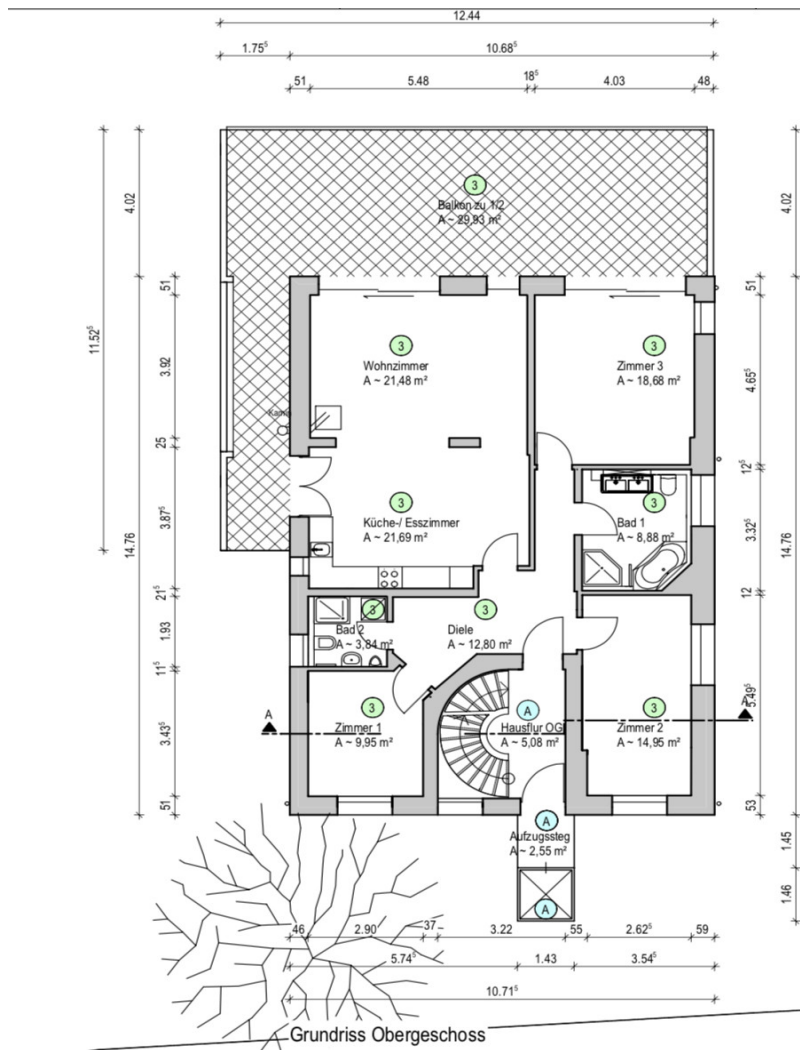 12.44
1.75⁵ 10.68⁵
51 5.48 18⁵ 4.03 48
4.02
4.02
11.52⁵
14.76
14.76
3
Balkon zu 1/2
A ~ 29,93 m²
51
3.92
25
3.87⁵
21⁵
1.93
11⁵
3.43⁵
51
51
4.65⁵
12⁵
3.32⁵
12
5.49⁵
53
1.45
1.46
3
Wohnzimmer
A ~ 21,48 m²
3
Zimmer 3
A ~ 18,68 m²
Kamin
3
Küche-/ Esszimmer
A ~ 21,69 m²
3
Bad 1
A ~ 8,88 m²
3
Bad 2
A ~ 3,84 m²
3
Diele
A ~ 12,80 m²
A
A
3
Zimmer 1
A ~ 9,95 m²
A
Hausflur OG
A ~ 5,08 m²
3
Zimmer 2
A ~ 14,95 m²
A
Aufzugssteg
A ~ 2,55 m²
A
46 2.90 37 3.22 55 2.62⁵ 59
5.74⁵ 1.43 3.54⁵
10.71⁵
Grundriss Obergeschoss